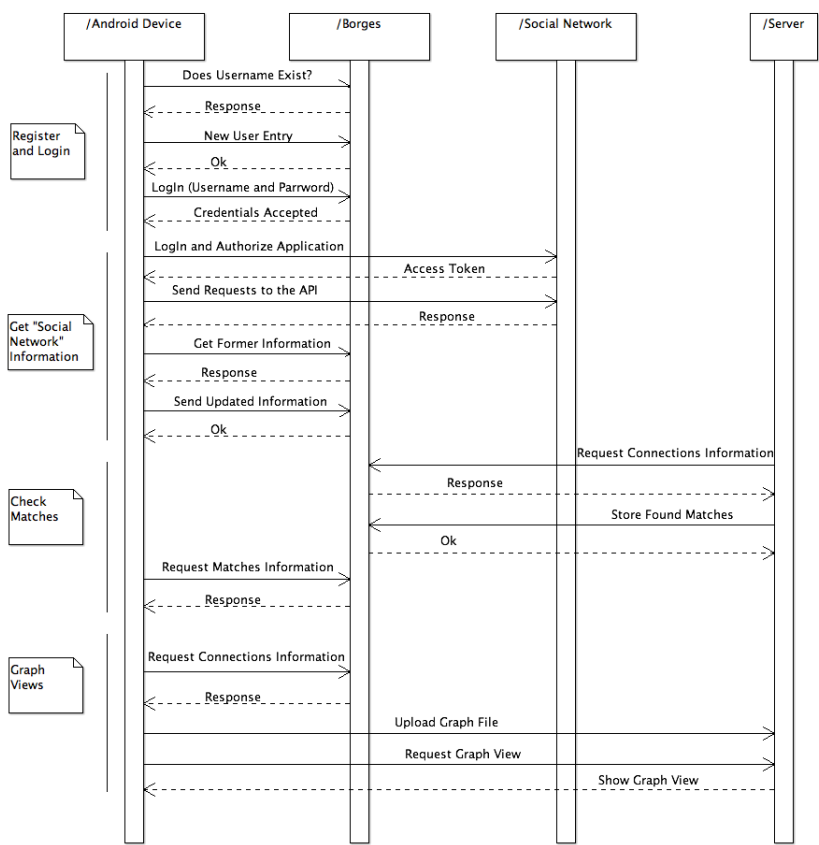 /Android Device
/Borges
/Social Network
/Server
Does Username Exist?
Response
Register
and Login
New User Entry
Ok
LogIn (Username and Parrword)
Credentials Accepted
LogIn and Authorize Application
Access Token
Send Requests to the API
Response
Get "Social
Network"
Information
Get Former Information
Response
Send Updated Information
Ok
Request Connections Information
Response
Check
Matches
Store Found Matches
Ok
Request Matches Information
Response
Request Connections Information
Graph
Views
Response
Upload Graph File
Request Graph View
Show Graph View